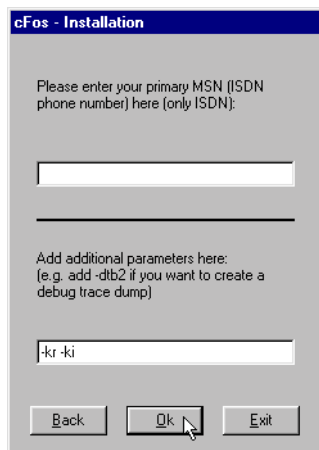 cFos - Installation
Please enter your primary MSN (ISDN
phone number) here (only ISDN):
Add additional parameters here:
(e.g. add -dtb2 if you want to create a
debug trace dump)
-kr -ki
Back Ok Exit